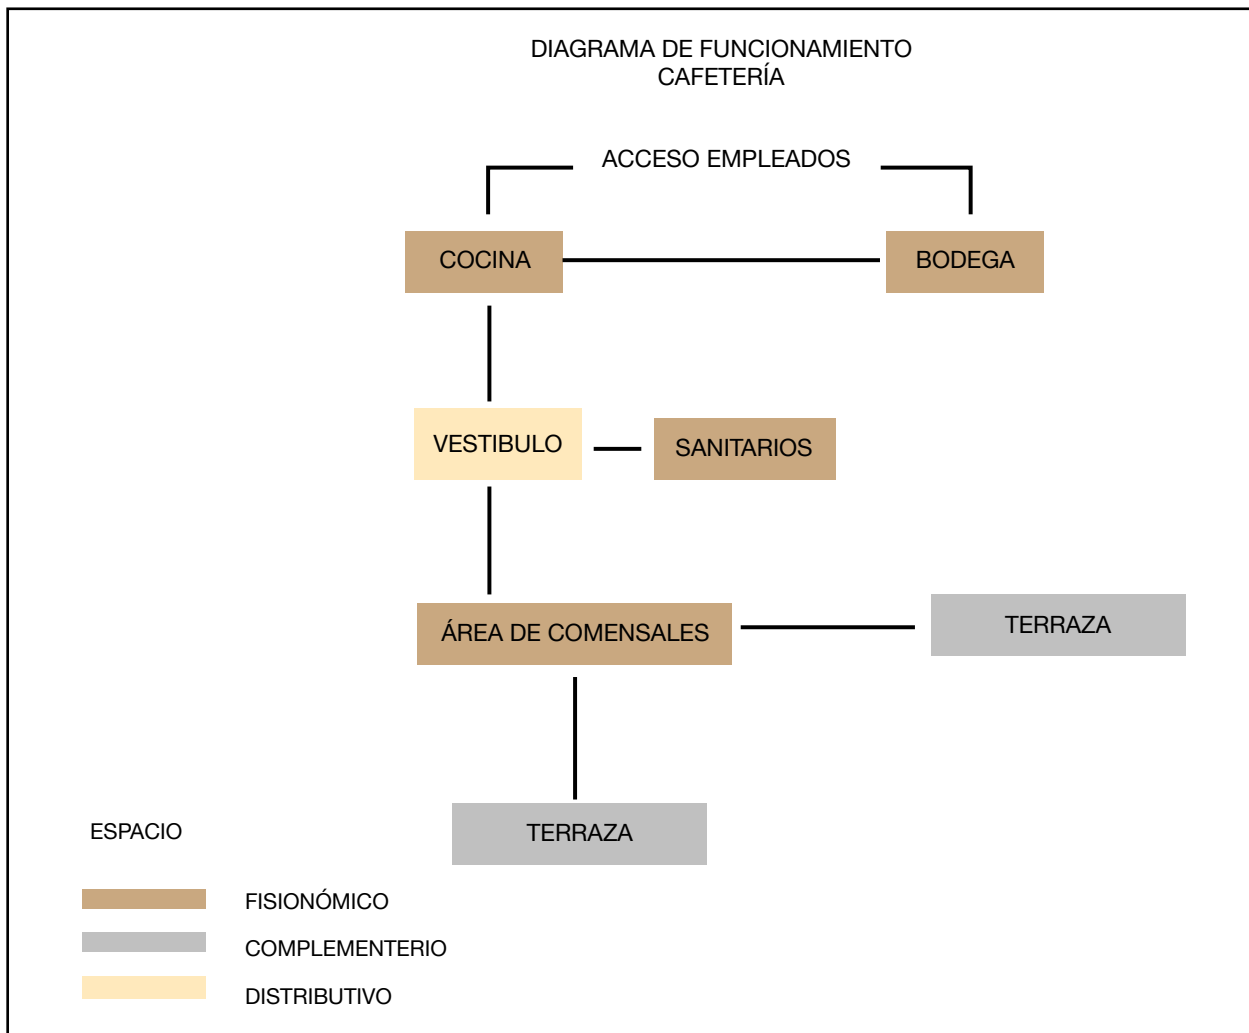 DIAGRAMA DE FUNCIONAMIENTO
CAFETERÍA
ACCESO EMPLEADOS
COCINA
BODEGA
VESTIBULO
SANITARIOS
ÁREA DE COMENSALES
TERRAZA
TERRAZA
ESPACIO
FISIONÓMICO
COMPLEMENTERIO
DISTRIBUTIVO